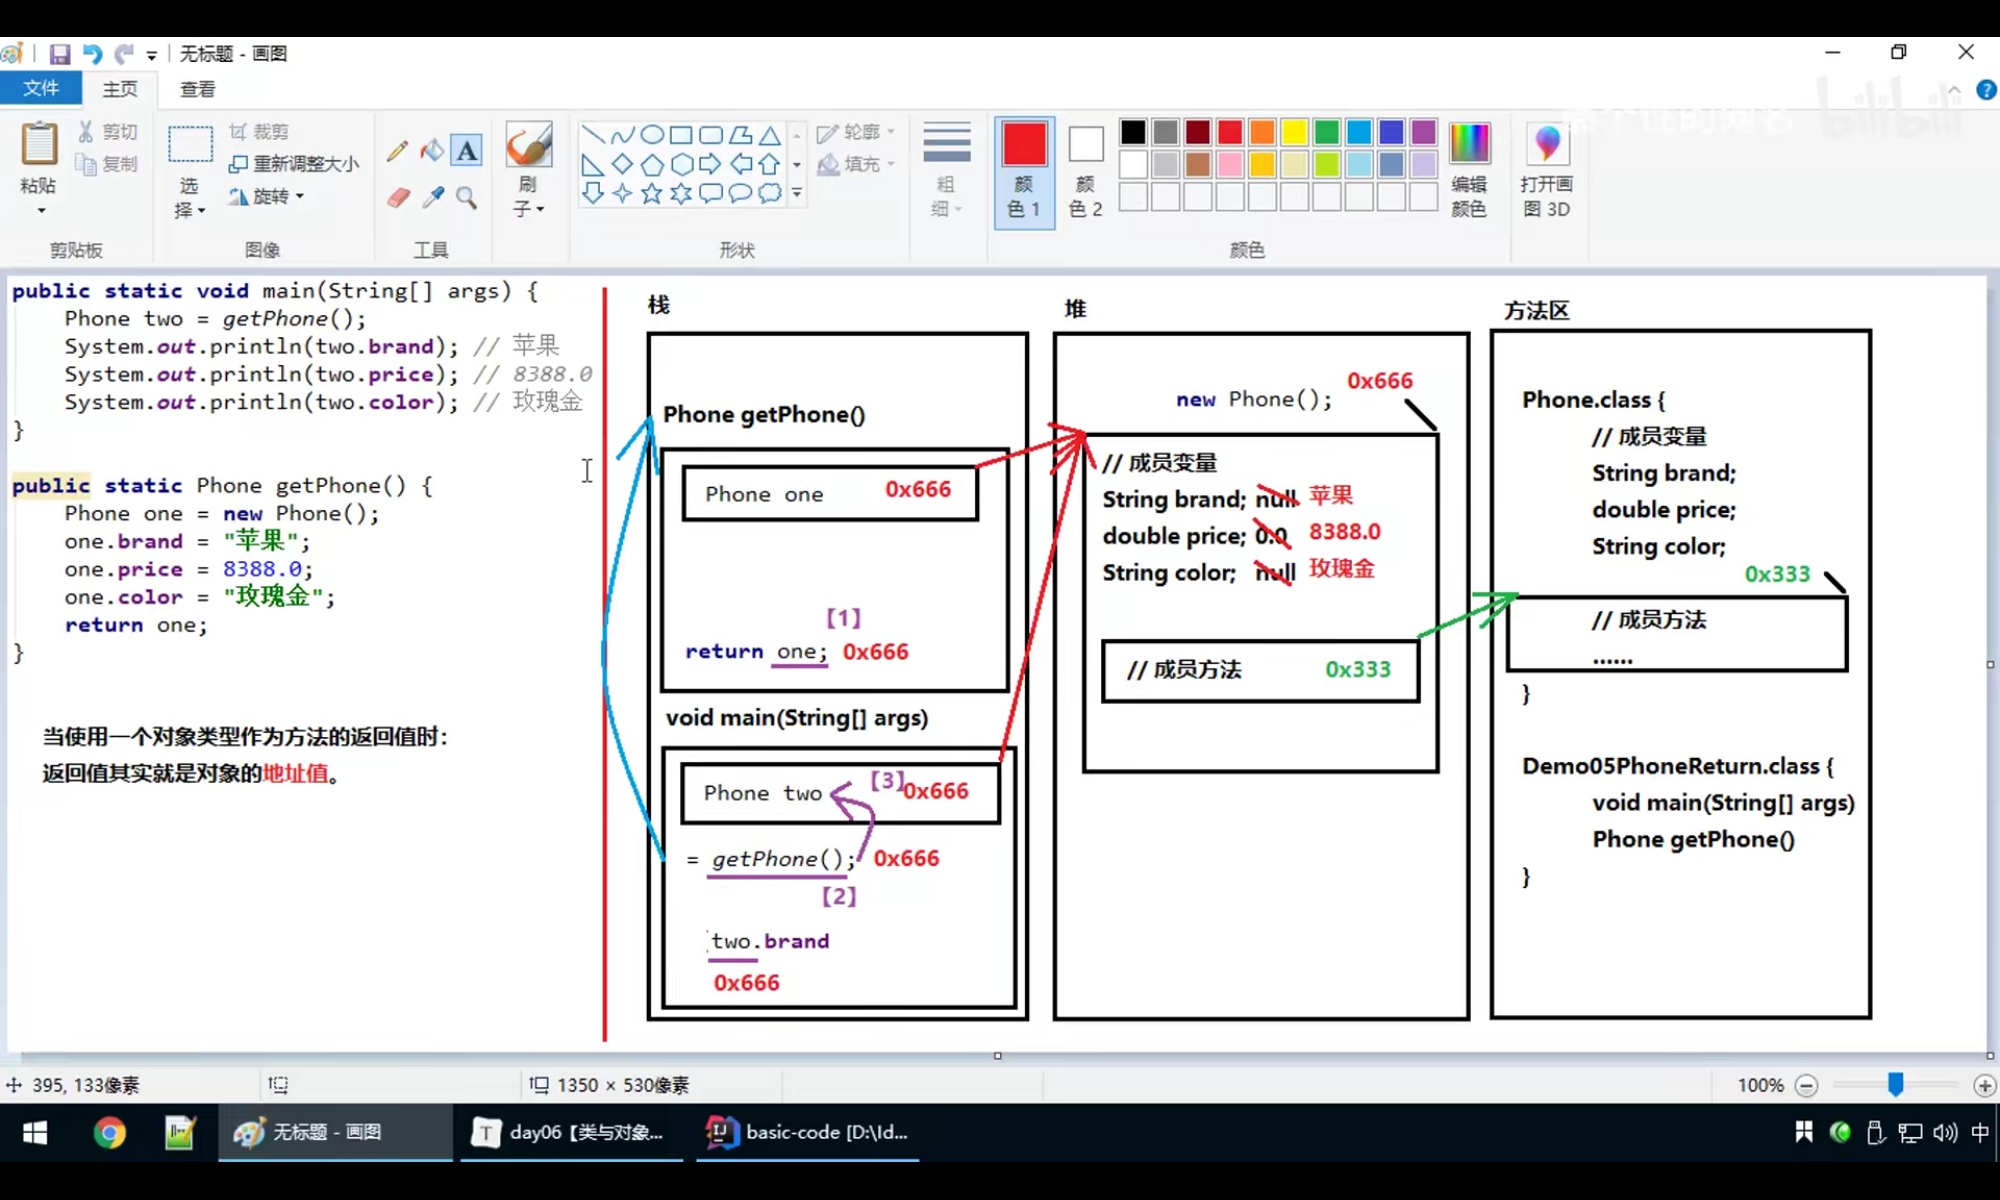 无标题 - 画图
文件
主页
查看
粘贴
剪切
复制
剪贴板
选择
裁剪
重新调整大小
旋转
图像
A
工具
刷子
形状
轮廓
填充
粗细
颜色 1
颜色 2
编辑颜色
颜色
打开画图 3D
bilibili
public static void main(String[] args) {
Phone two = getPhone();
System.out.println(two.brand); // 苹果
System.out.println(two.price); // 8388.0
System.out.println(two.color); // 玫瑰金
}
public static Phone getPhone() {
Phone one = new Phone();
one.brand = "苹果";
one.price = 8388.0;
one.color = "玫瑰金";
return one;
}
当使用一个对象类型作为方法的返回值时：
返回值其实就是对象的地址值。
栈
Phone getPhone()
Phone one 0x666
【1】
return one; 0x666
void main(String[] args)
Phone two 【3】 0x666
= getPhone(); 0x666
【2】
two.brand
0x666
堆
0x666
new Phone();
// 成员变量
String brand; null 苹果
double price; 0.0 8388.0
String color; null 玫瑰金
// 成员方法 0x333
方法区
Phone.class {
// 成员变量
String brand;
double price;
String color;
0x333
// 成员方法
......
}
Demo05PhoneReturn.class {
void main(String[] args)
Phone getPhone()
}
395, 133像素
1350 × 530像素
100%
无标题 - 画图
T
day06【类与对象...
IJ
basic-code [D:\Id...
中